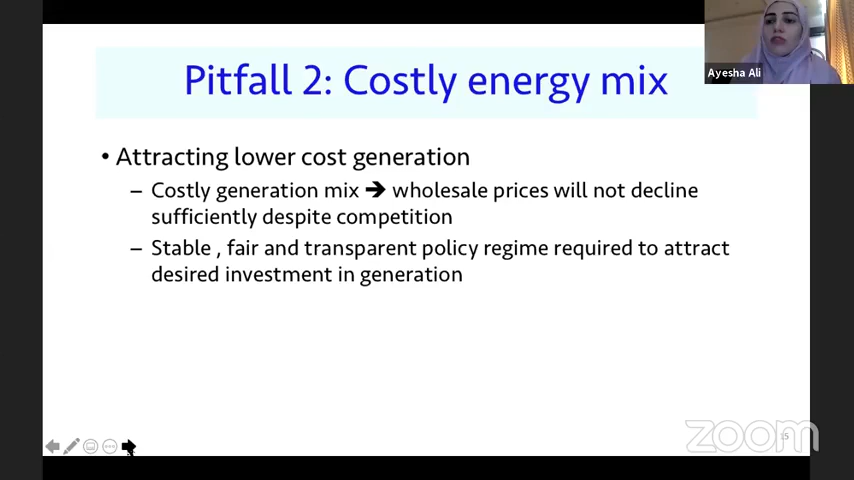 Ayesha Ali
Pitfall 2: Costly energy mix
• Attracting lower cost generation
– Costly generation mix → wholesale prices will not decline
sufficiently despite competition
– Stable , fair and transparent policy regime required to attract
desired investment in generation
zoom
15